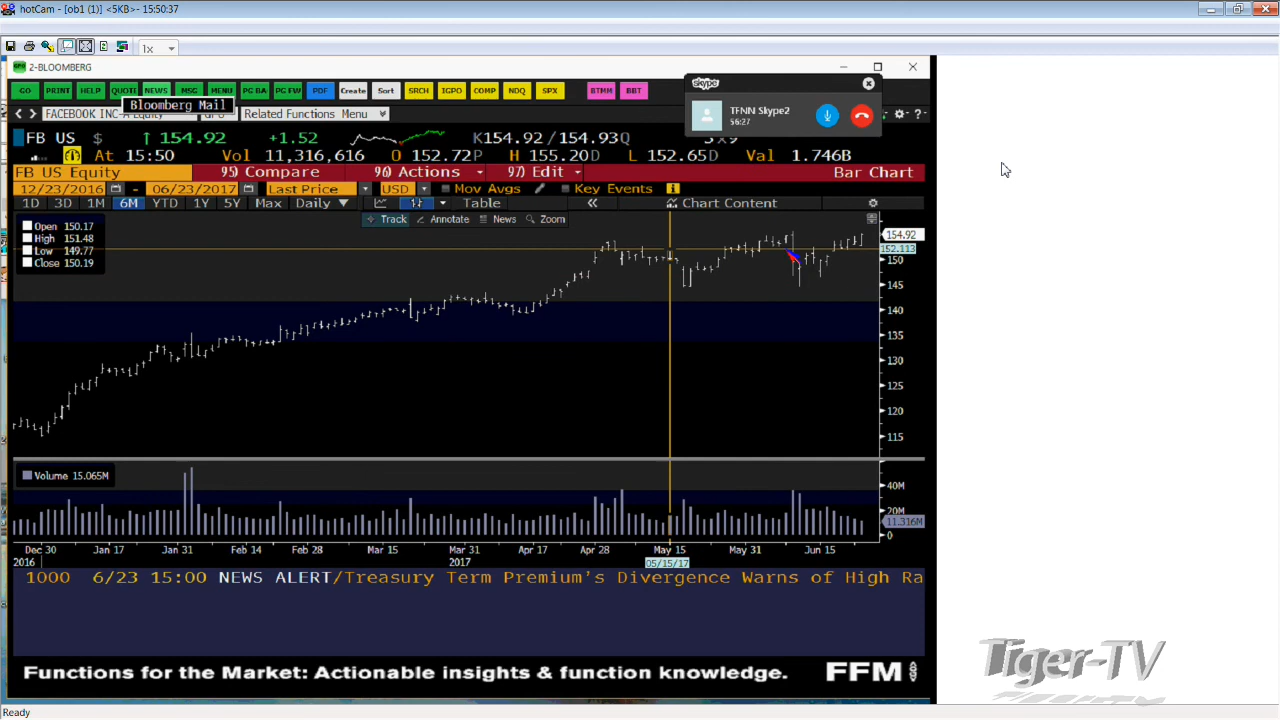 hotCam - [ob1 (1)] <5KB> - 15:50:37
1x
2-BLOOMBERG
GO PRINT HELP QUOTE NEWS MSG MENU PG BA PG FW PDF Create Sort SRCH IGPO COMP NDQ SPX BTMM BBT
Bloomberg Mail
skype
TFNN Skype2
56:27
FACEBOOK INC-A Equity
Related Functions Menu
FB US $ ↑ 154.92 +1.52 K154.92 / 154.93Q
At 15:50 Vol 11,316,616 O 152.72P H 155.20D L 152.65D Val 1.746B
FB US Equity 95) Compare 96) Actions 97) Edit Bar Chart
12/23/2016 - 06/23/2017 Last Price USD Mov Avgs Key Events
1D 3D 1M 6M YTD 1Y 5Y Max Daily ▼ Table « Chart Content
Track Annotate News Zoom
Open 150.17
High 151.48
Low 149.77
Close 150.19
154.92
152.113
150
145
140
135
130
125
120
115
Volume 15.065M
40M
20M
11.316M
0
Dec 30 Jan 17 Jan 31 Feb 14 Feb 28 Mar 15 Mar 31 Apr 17 Apr 28 May 15 May 31 Jun 15
2016 2017 05/15/17
1000 6/23 15:00 NEWS ALERT/Treasury Term Premium's Divergence Warns of High Ra
Functions for the Market: Actionable insights & function knowledge. FFM
Tiger-TV
Ready